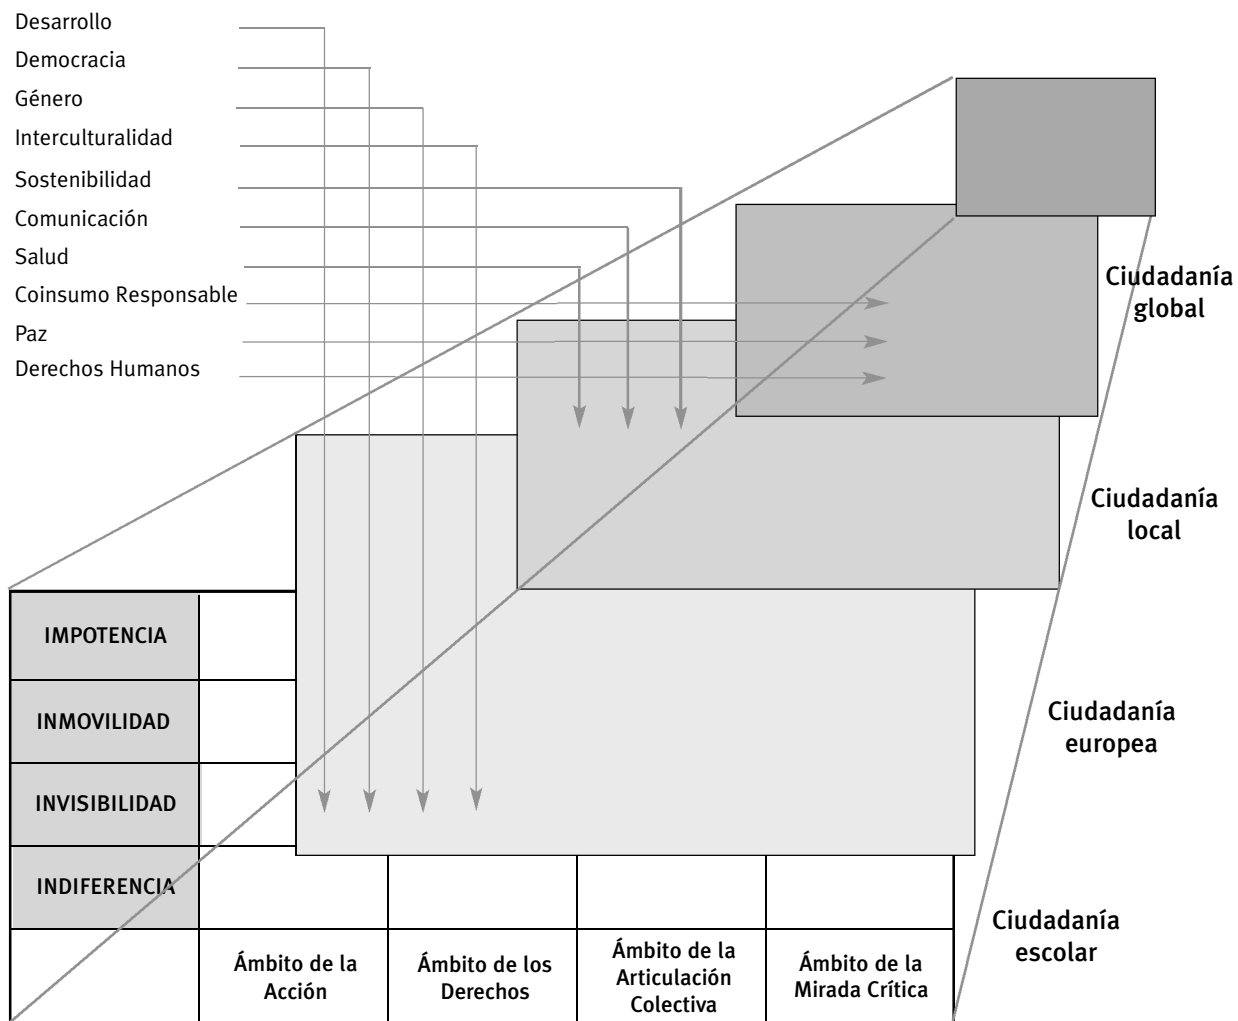 Desarrollo
Democracia
Género
Interculturalidad
Sostenibilidad
Comunicación
Salud
Coinsumo Responsable
Paz
Derechos Humanos
Ciudadanía
global
Ciudadanía
local
Ciudadanía
europea
Ciudadanía
escolar
IMPOTENCIA
INMOVILIDAD
INVISIBILIDAD
INDIFERENCIA
Ámbito de la
Acción
Ámbito de los
Derechos
Ámbito de la
Articulación
Colectiva
Ámbito de la
Mirada Crítica